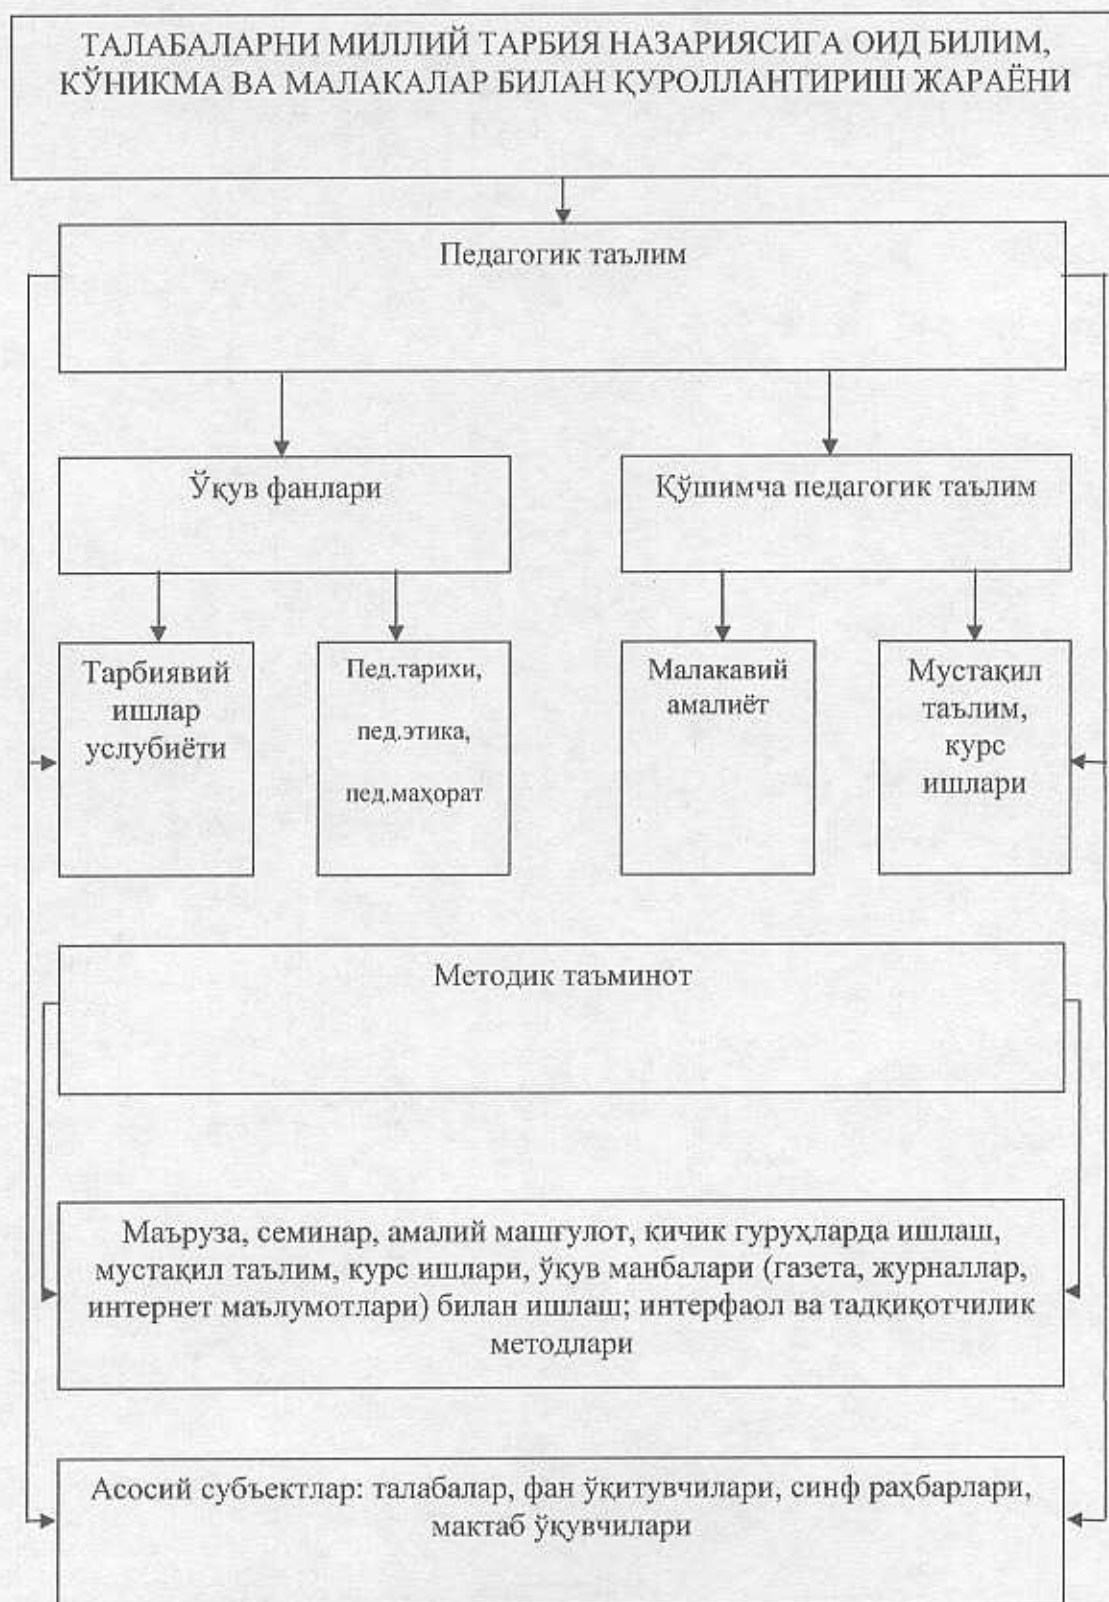 ТАЛАБАЛАРНИ МИЛЛИЙ ТАРБИЯ НАЗАРИЯСИГА ОИД БИЛИМ,
КЎНИКМА ВА МАЛАКАЛАР БИЛАН ҚУРОЛЛАНТИРИШ ЖАРАЁНИ
Педагогик таълим
Ўқув фанлари
Қўшимча педагогик таълим
Тарбиявий
ишлар
услубиёти
Пед.тарихи,
пед.этика,
пед.маҳорат
Малакавий
амалиёт
Мустақил
таълим,
курс
ишлари
Методик таъминот
Маъруза, семинар, амалий машғулот, кичик гуруҳларда ишлаш,
мустақил таълим, курс ишлари, ўқув манбалари (газета, журналлар,
интернет маълумотлари) билан ишлаш; интерфаол ва тадқиқотчилик
методлари
Асосий субъектлар: талабалар, фан ўқитувчилари, синф раҳбарлари,
мактаб ўқувчилари